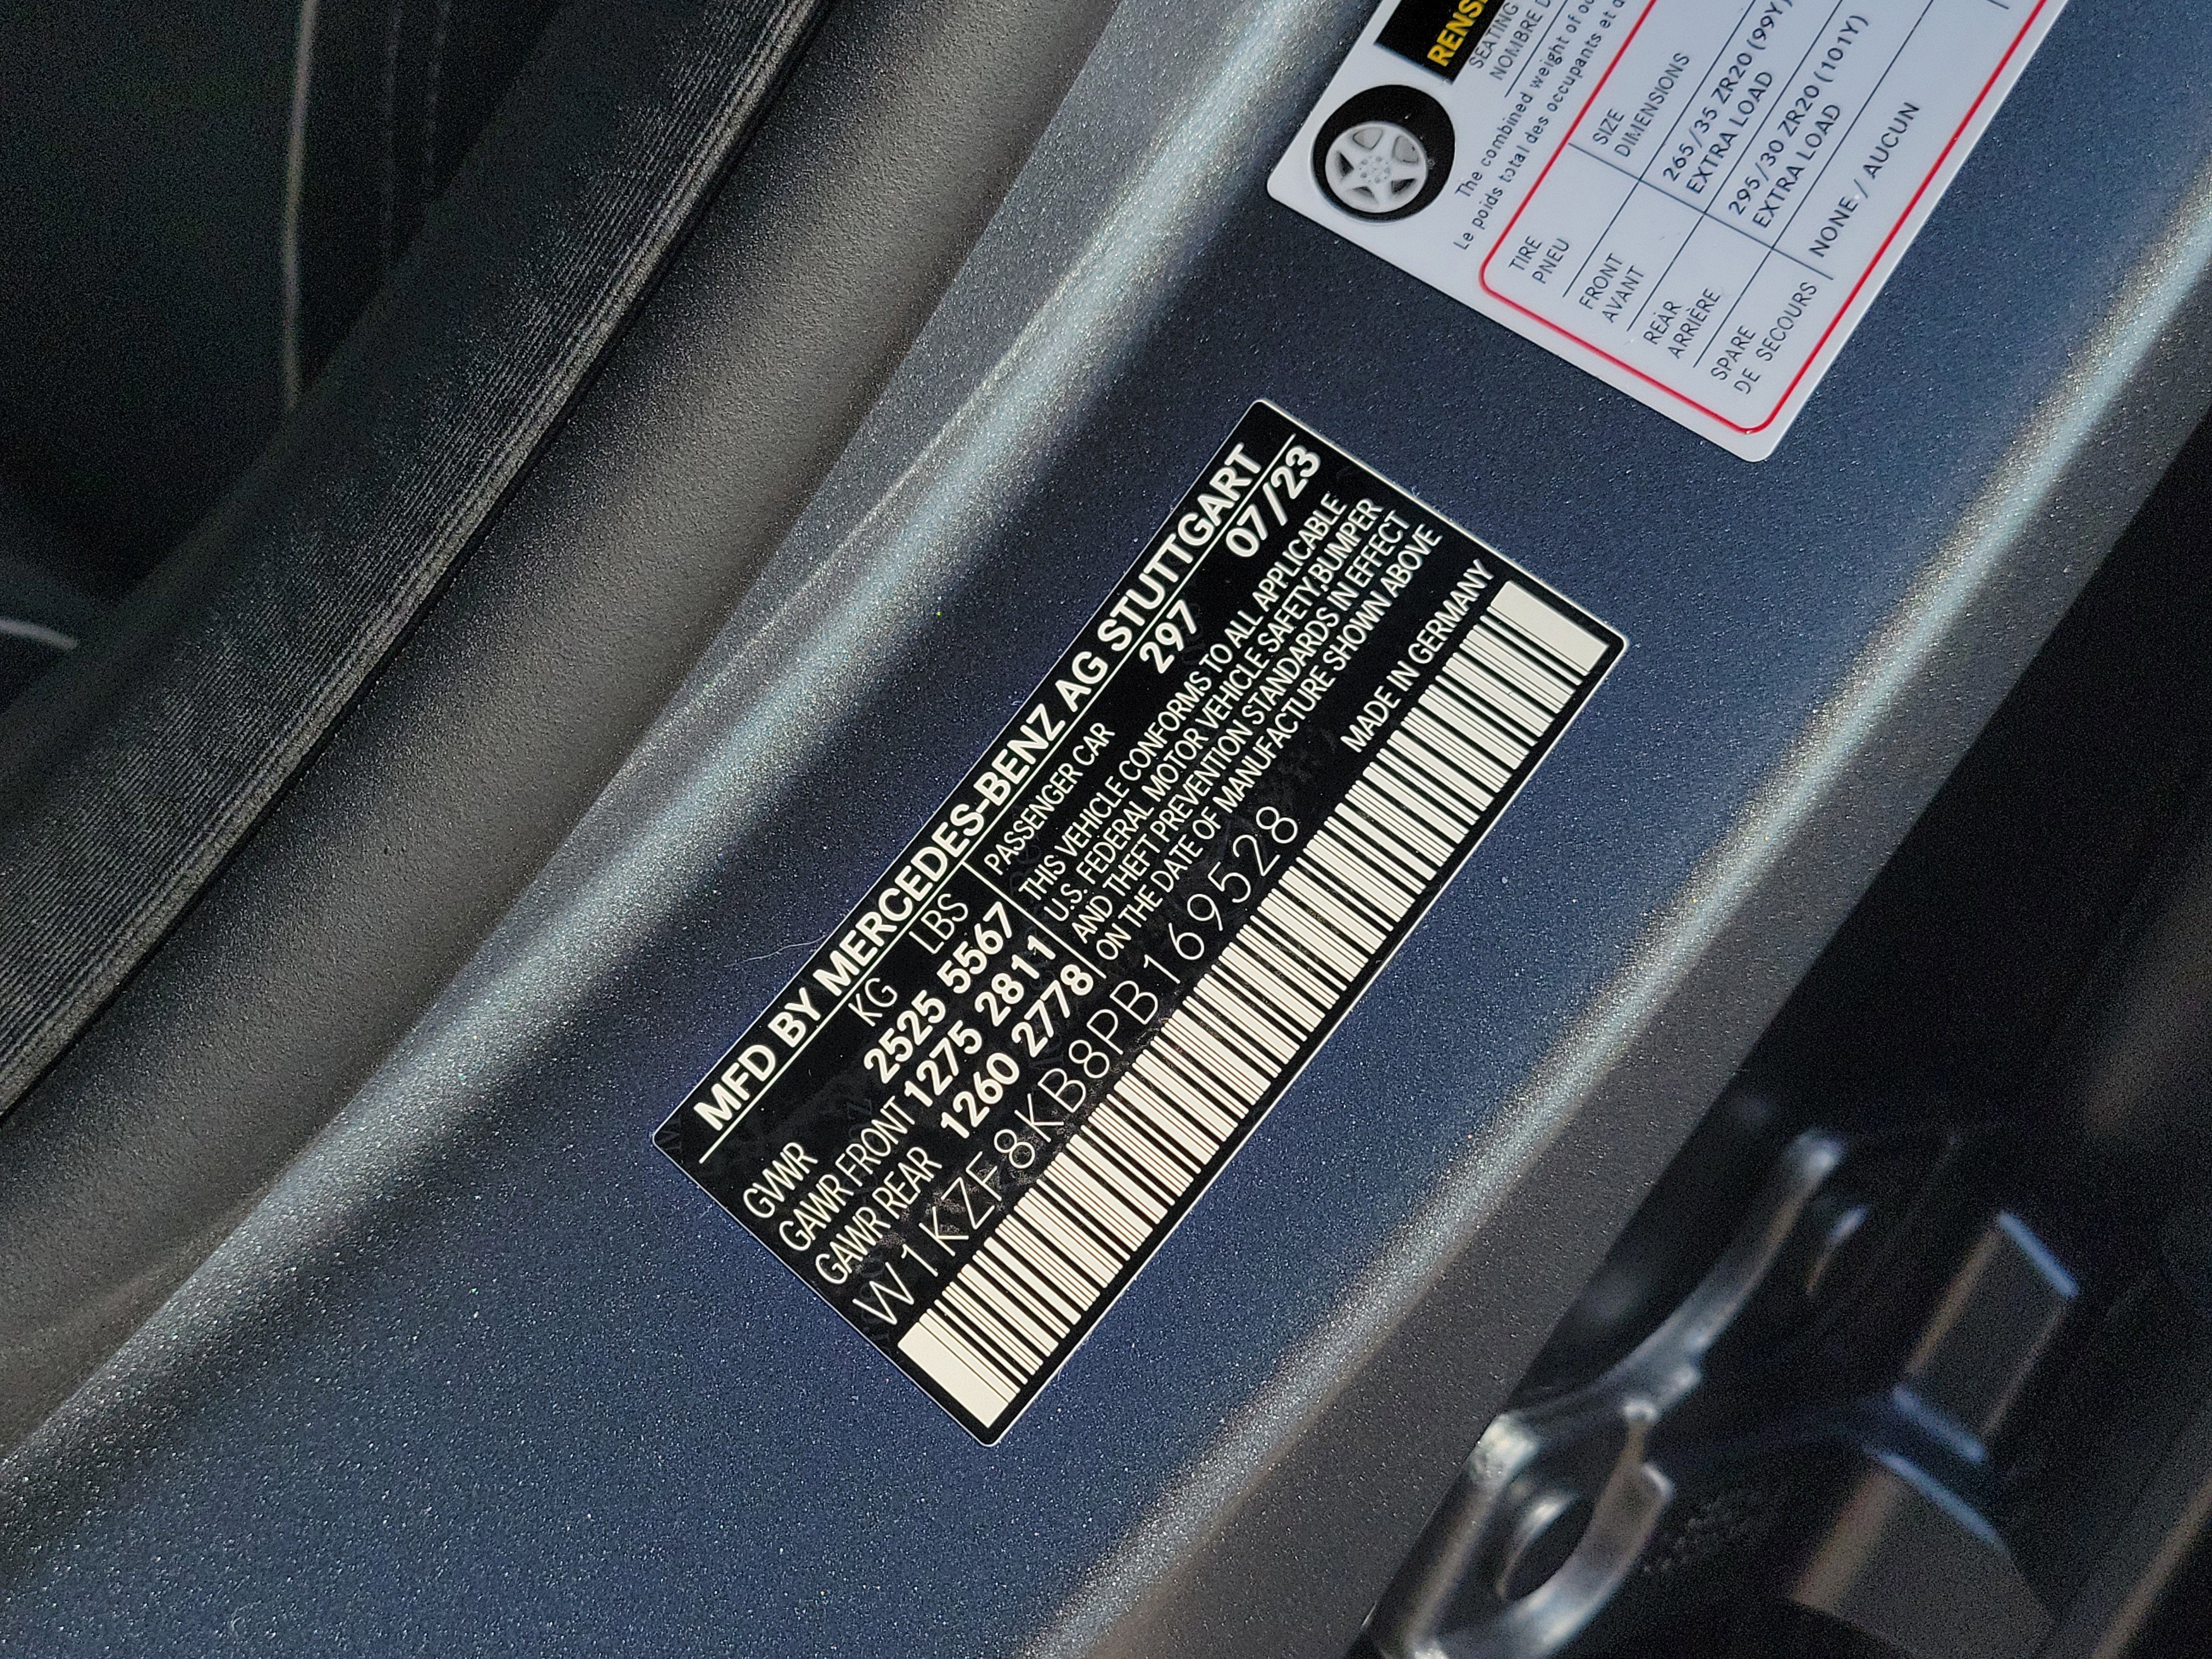 MFD BY MERCEDES-BENZ AG STUTTGART
KG LBS 297 07/23
GVWR 2525 5567 PASSENGER CAR
GAWR FRONT 1275 2811 THIS VEHICLE CONFORMS TO ALL APPLICABLE
GAWR REAR 1260 2778 U.S. FEDERAL MOTOR VEHICLE SAFETY,BUMPER
AND THEFT PREVENTION STANDARDS IN EFFECT
ON THE DATE OF MANUFACTURE SHOWN ABOVE
W1KZF8KB8PB169528 MADE IN GERMANY
SEATING
NOMBRE
The combined weight of
Le poids total des occupants et
TIRE SIZE
PNEU DIMENSIONS
FRONT 265/35 ZR20 (99Y)
AVANT EXTRA LOAD
REAR 295/30 ZR20 (101Y)
ARRIÈRE EXTRA LOAD
SPARE NONE / AUCUN
DE SECOURS